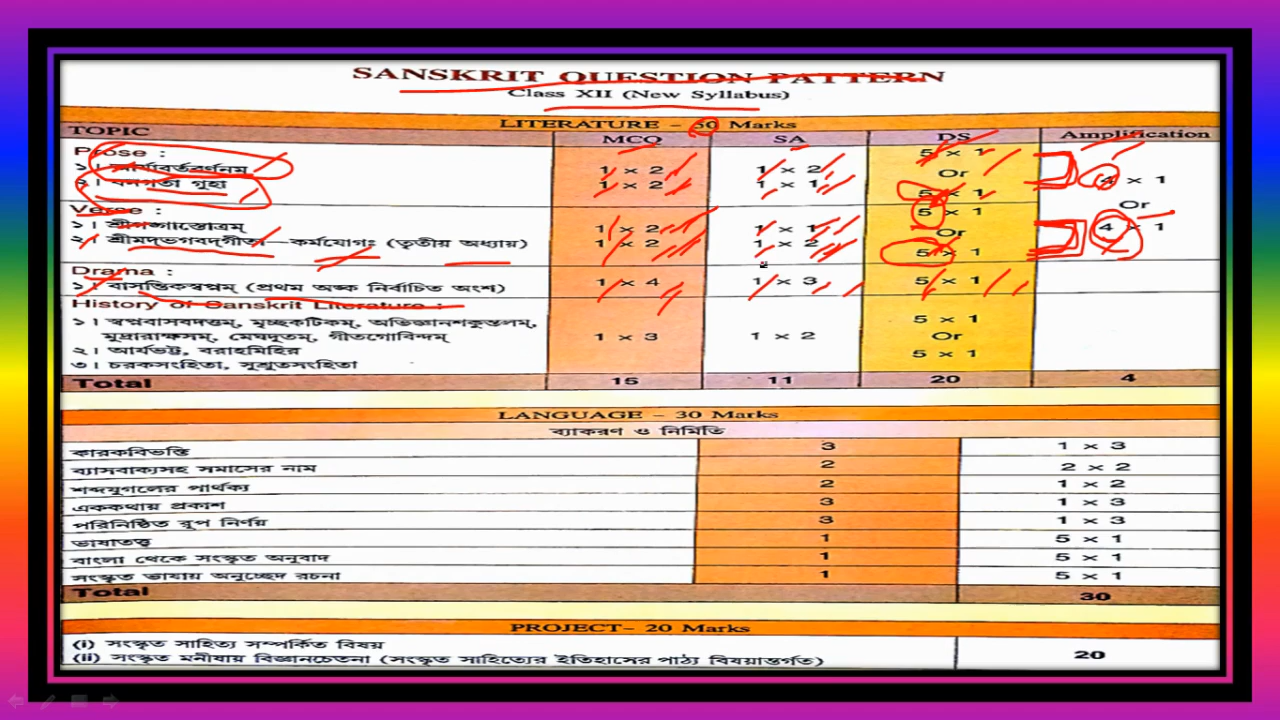 SANSKRIT QUESTION PATTERN
Class XII (New Syllabus)
LITERATURE – 50 Marks
TOPIC MCQ SA DS Amplification
Prose :
১। আর্যাবর্তবর্ণনম্ 1 × 2 1 × 2 5 × 1
Or 4 × 1
২। বনগতা গুহা 1 × 2 1 × 1 5 × 1
Verse : 5 × 1 Or
১। শ্রীগঙ্গাস্তোত্রম্ 1 × 2 1 × 1 Or 4 × 1
২। শ্রীমদ্ভগবদ্গীতা—কর্মযোগঃ (তৃতীয় অধ্যায়) 1 × 2 1 × 2 5 × 1
Drama :
১। বাসন্তিকস্বপ্নম্ (প্রথম অঙ্ক নির্বাচিত অংশ) 1 × 4 1 × 3 5 × 1
History of Sanskrit Literature :
১। স্বপ্নবাসবদত্তম্, মৃচ্ছকটিকম্, অভিজ্ঞানশকুন্তলম্, 5 × 1
মুদ্রারাক্ষসম্, মেঘদূতম্, গীতগোবিন্দম্ 1 × 3 1 × 2 Or
২। আর্যভট্ট, বরাহমিহির 5 × 1
৩। চরকসংহিতা, সুশ্রুতসংহিতা
Total 15 11 20 4
LANGUAGE – 30 Marks
ব্যাকরণ ও নির্মিতি
কারকবিভক্তি 3 1 × 3
ব্যাসবাক্যসহ সমাসের নাম 2 2 × 2
শব্দযুগলের পার্থক্য 2 1 × 2
এককথায় প্রকাশ 3 1 × 3
পরিনিষ্ঠিত রূপ নির্ণয় 3 1 × 3
ভাষাতত্ত্ব 1 5 × 1
বাংলা থেকে সংস্কৃত অনুবাদ 1 5 × 1
সংস্কৃত ভাষায় অনুচ্ছেদ রচনা 1 5 × 1
Total 30
PROJECT– 20 Marks
(i) সংস্কৃত সাহিত্য সম্পর্কিত বিষয়
(ii) সংস্কৃত মনীষায় বিজ্ঞানচেতনা (সংস্কৃত সাহিত্যের ইতিহাসের পাঠ্য বিষয়ান্তর্গত) 20